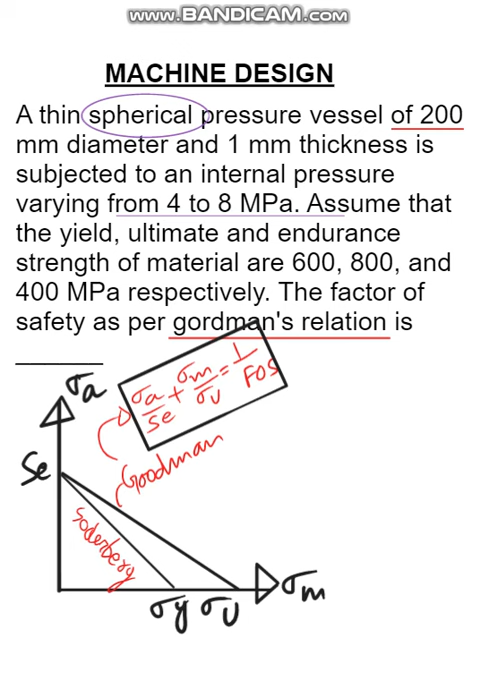 www.BANDICAM.com
MACHINE DESIGN
A thin spherical pressure vessel of 200
mm diameter and 1 mm thickness is
subjected to an internal pressure
varying from 4 to 8 MPa. Assume that
the yield, ultimate and endurance
strength of material are 600, 800, and
400 MPa respectively. The factor of
safety as per gordman's relation is
______
σa
σa/Se + σm/σu = 1/FOS
Se
Goodman
Soderberg
σy σu σm